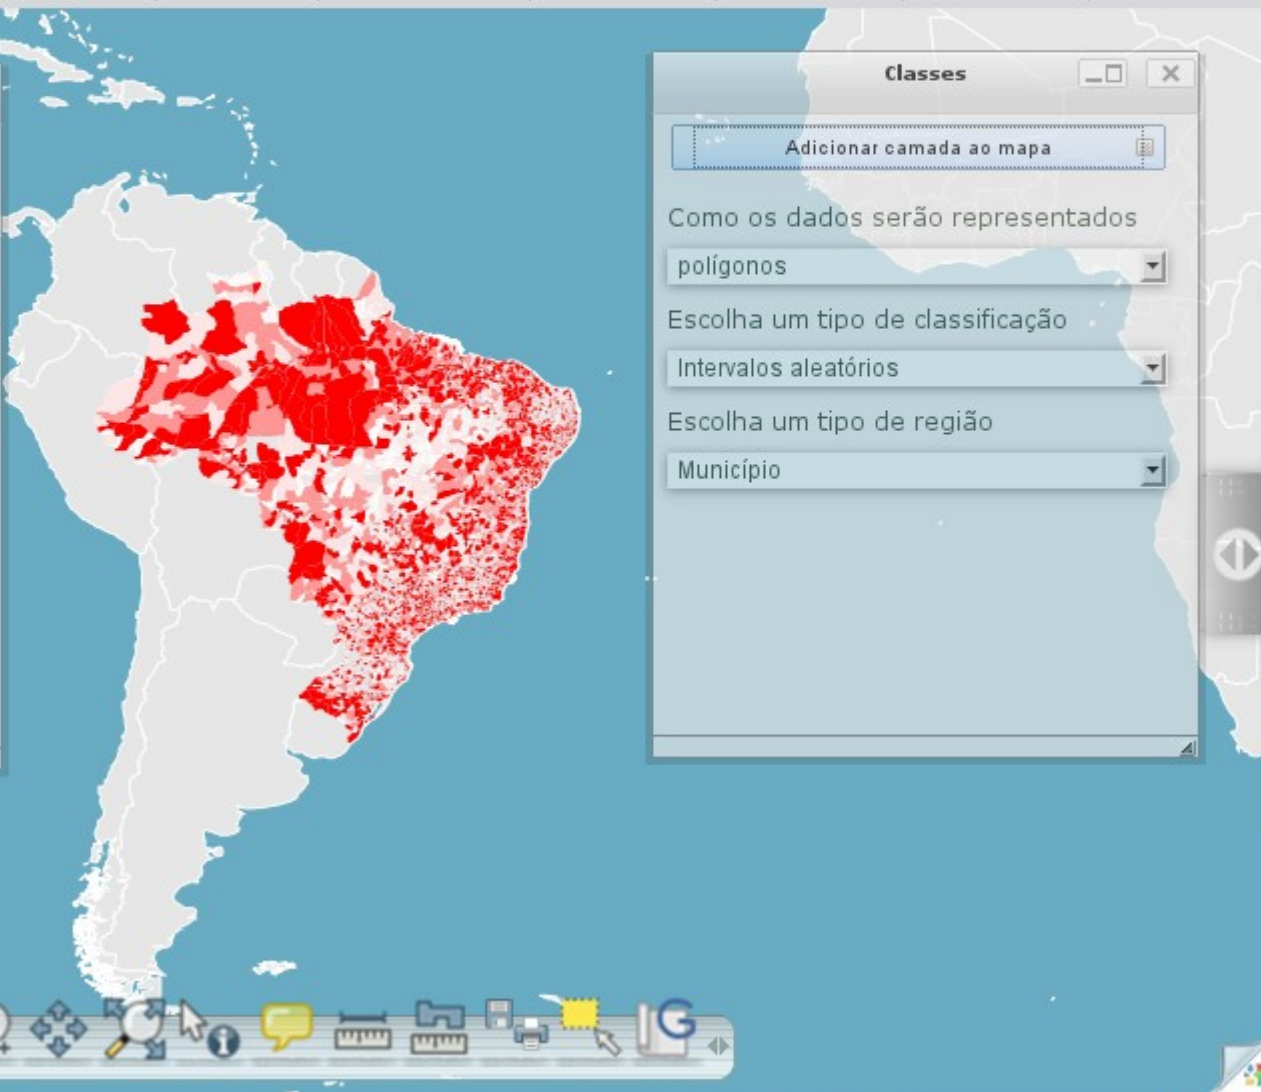 Classes
Adicionar camada ao mapa
Como os dados serão representados
polígonos
Escolha um tipo de classificação
Intervalos aleatórios
Escolha um tipo de região
Município
G